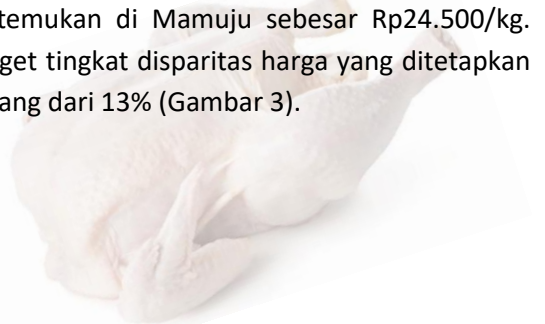 temukan di Mamuju sebesar Rp24.500/kg.
get tingkat disparitas harga yang ditetapkan
ang dari 13% (Gambar 3).